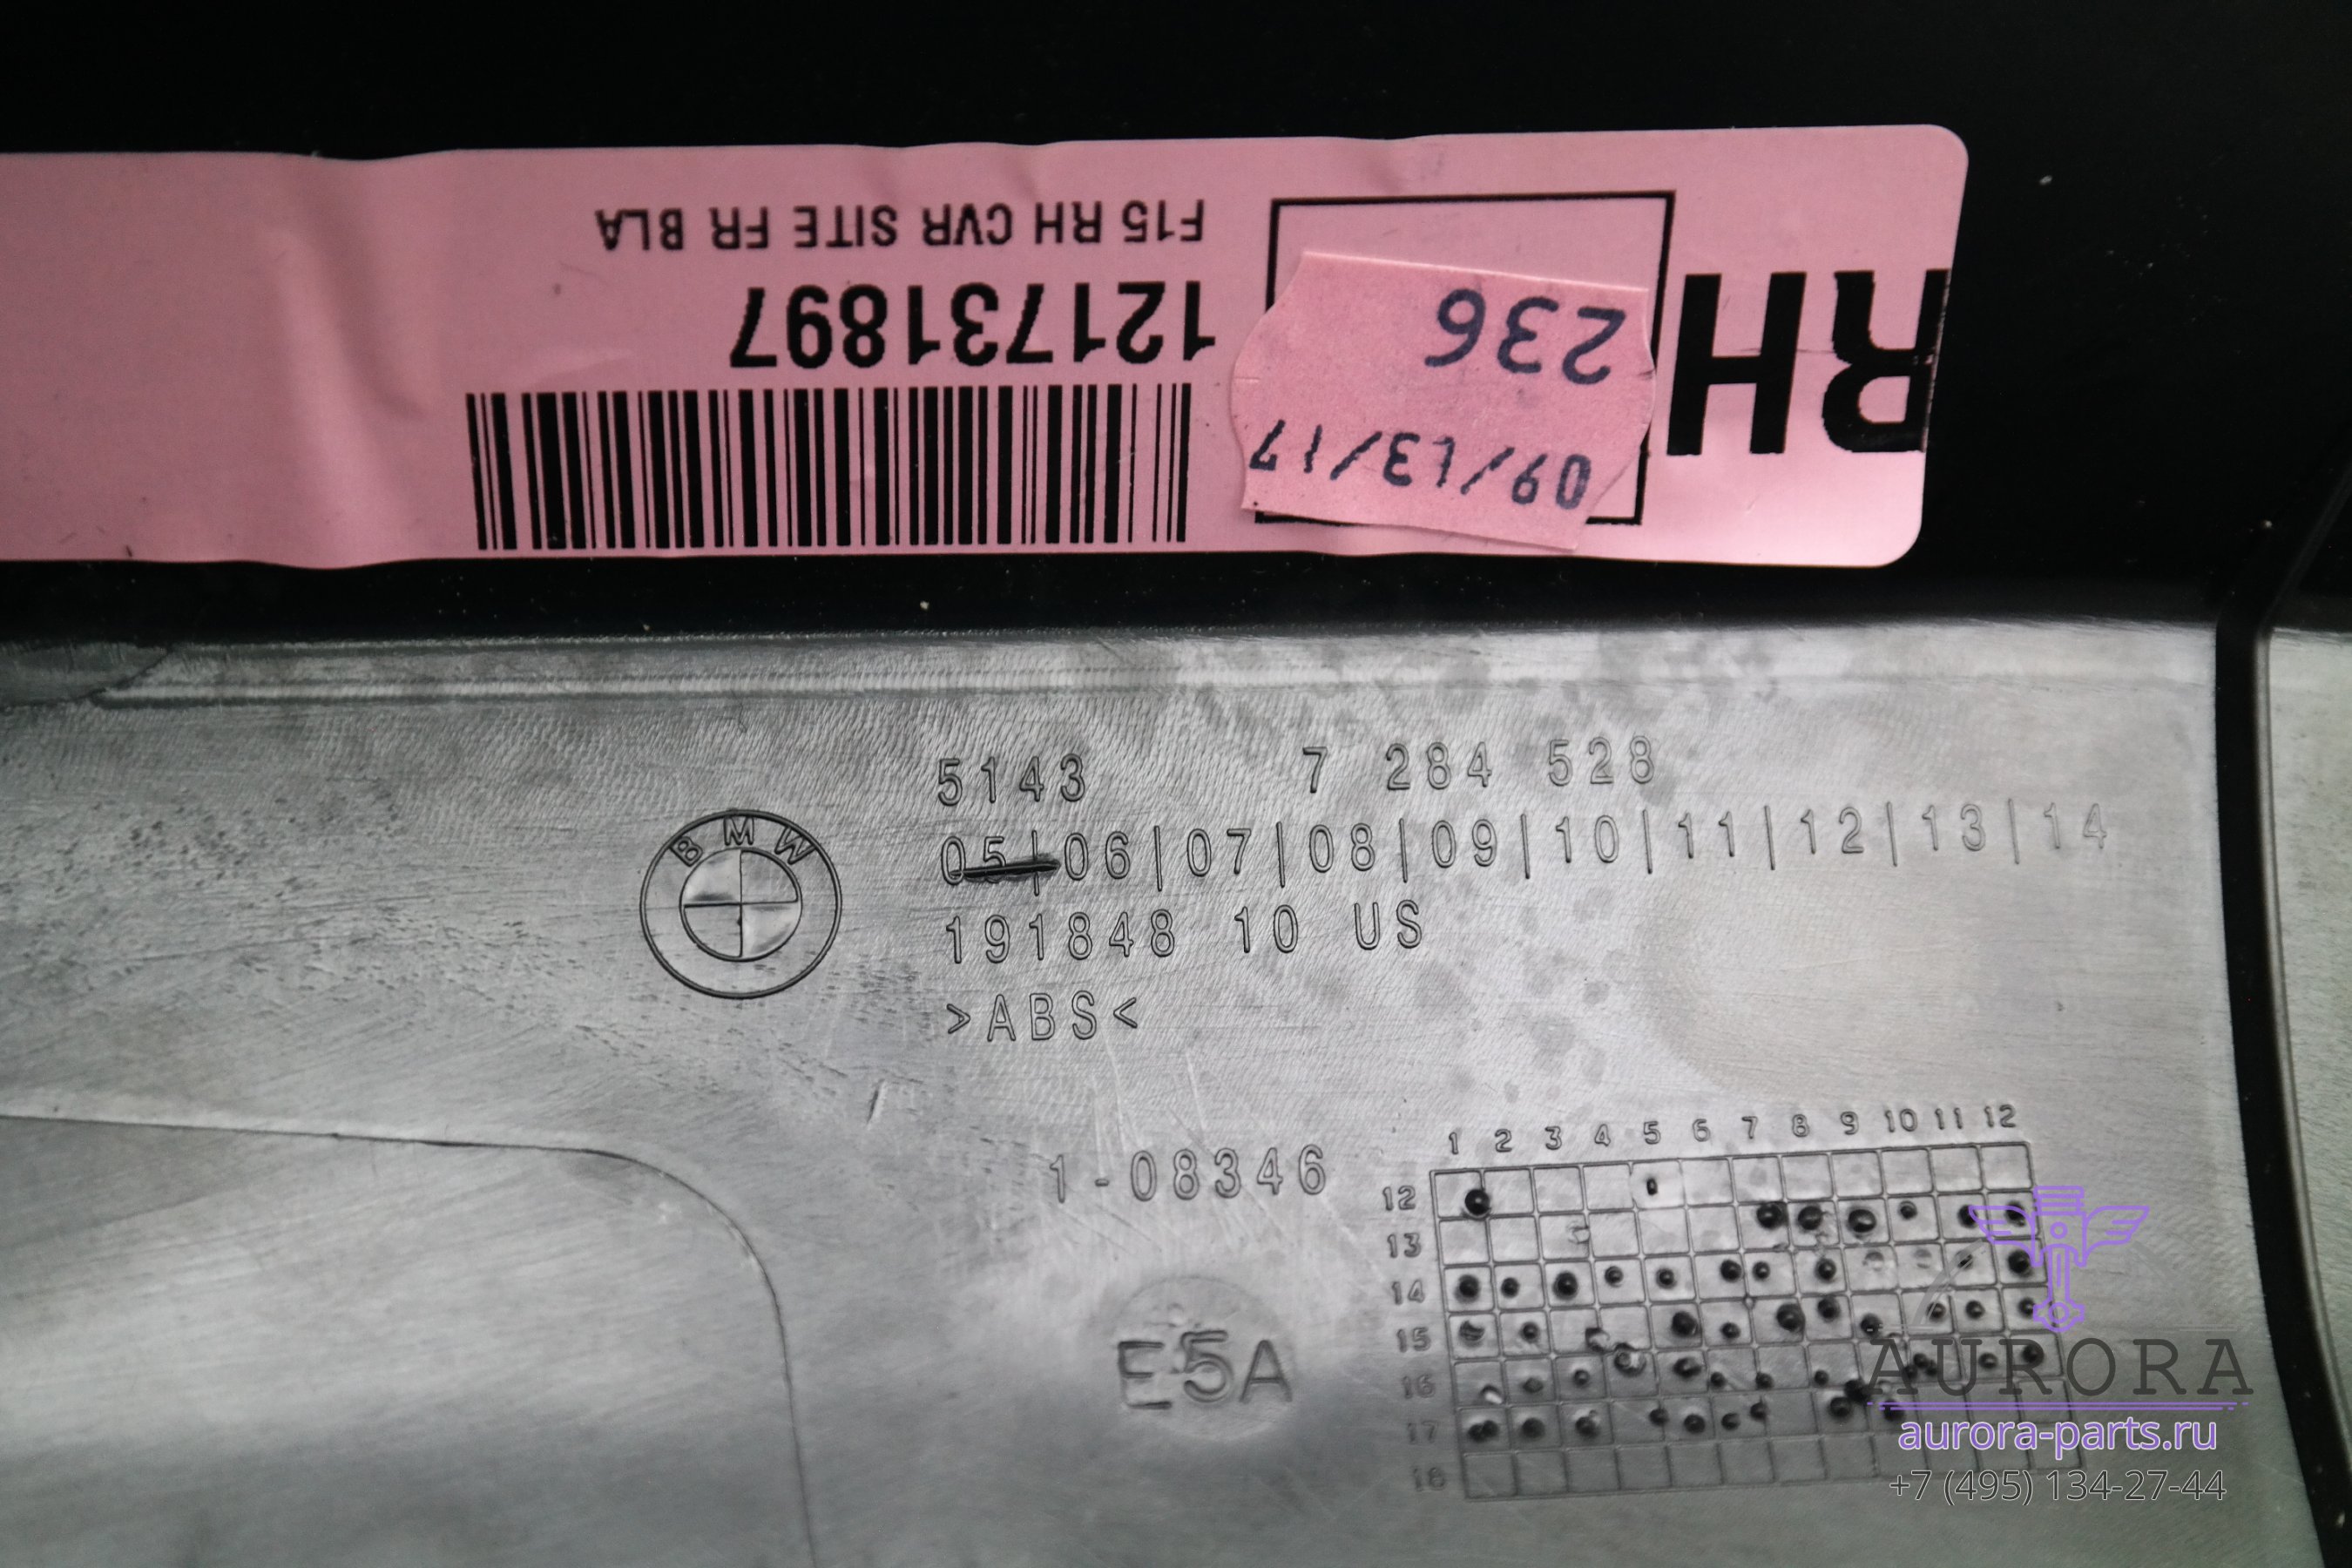 RH
236
09/13/17
F15 RH CVR SITE FR BLA
121731897
BMW
5143 7 284 528
05|06|07|08|09|10|11|12|13|14
191848 10 US
>ABS<
1-08346
E5A
1 2 3 4 5 6 7 8 9 10 11 12
12
13
14
15
16
17
18
AURORA
aurora-parts.ru
+7 (495) 134-27-44